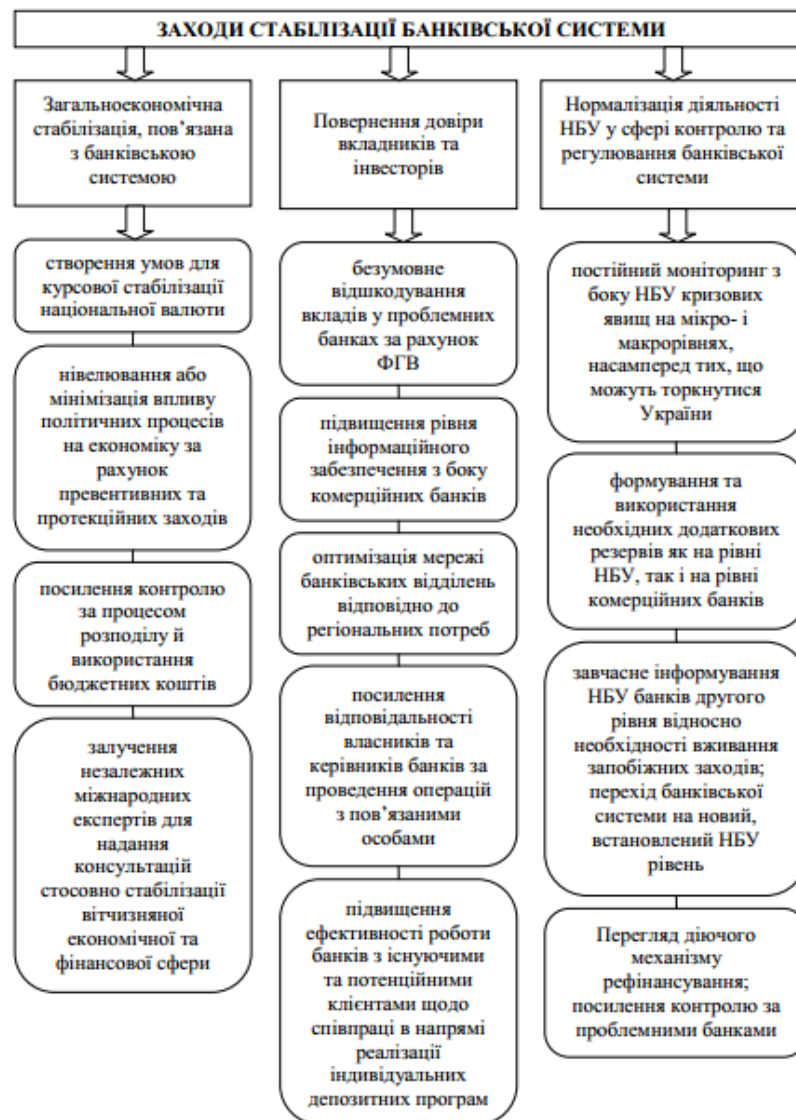 ЗАХОДИ СТАБІЛІЗАЦІЇ БАНКІВСЬКОЇ СИСТЕМИ
Загальноекономічна
стабілізація, пов’язана
з банківською
системою
створення умов для
курсової стабілізації
національної валюти
нівелювання або
мінімізація впливу
політичних процесів
на економіку за
рахунок
превентивних та
протекційних заходів
посилення контролю
за процесом
розподілу й
використання
бюджетних коштів
залучення
незалежних
міжнародних
експертів для
надання
консультацій
стосовно стабілізації
вітчизняної
економічної та
фінансової сфери
Повернення довіри
вкладників та
інвесторів
безумовне
відшкодування
вкладів у проблемних
банках за рахунок
ФГВ
підвищення рівня
інформаційного
забезпечення з боку
комерційних банків
оптимізація мережі
банківських відділень
відповідно до
регіональних потреб
посилення
відповідальності
власників та
керівників банків за
проведення операцій
з пов’язаними
особами
підвищення
ефективності роботи
банків з існуючими
та потенційними
клієнтами щодо
співпраці в напрямі
реалізації
індивідуальних
депозитних програм
Нормалізація діяльності
НБУ у сфері контролю та
регулювання банківської
системи
постійний моніторинг з
боку НБУ кризових
явищ на мікро- і
макрорівнях,
насамперед тих, що
можуть торкнутися
України
формування та
використання
необхідних додаткових
резервів як на рівні
НБУ, так і на рівні
комерційних банків
завчасне інформування
НБУ банків другого
рівня відносно
необхідності вживання
запобіжних заходів;
перехід банківської
системи на новий,
встановлений НБУ
рівень
Перегляд діючого
механізму
рефінансування;
посилення контролю за
проблемними банками